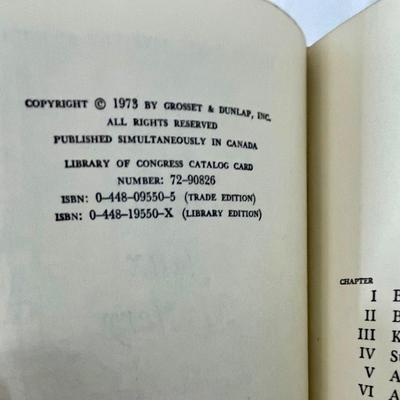 COPYRIGHT © 1973 BY GROSSET & DUNLAP, INC.
ALL RIGHTS RESERVED
PUBLISHED SIMULTANEOUSLY IN CANADA
LIBRARY OF CONGRESS CATALOG CARD
NUMBER: 72-90826
ISBN: 0-448-09550-5 (TRADE EDITION)
ISBN: 0-448-19550-X (LIBRARY EDITION)
CHAPTER
I
II
III
IV
V
VI